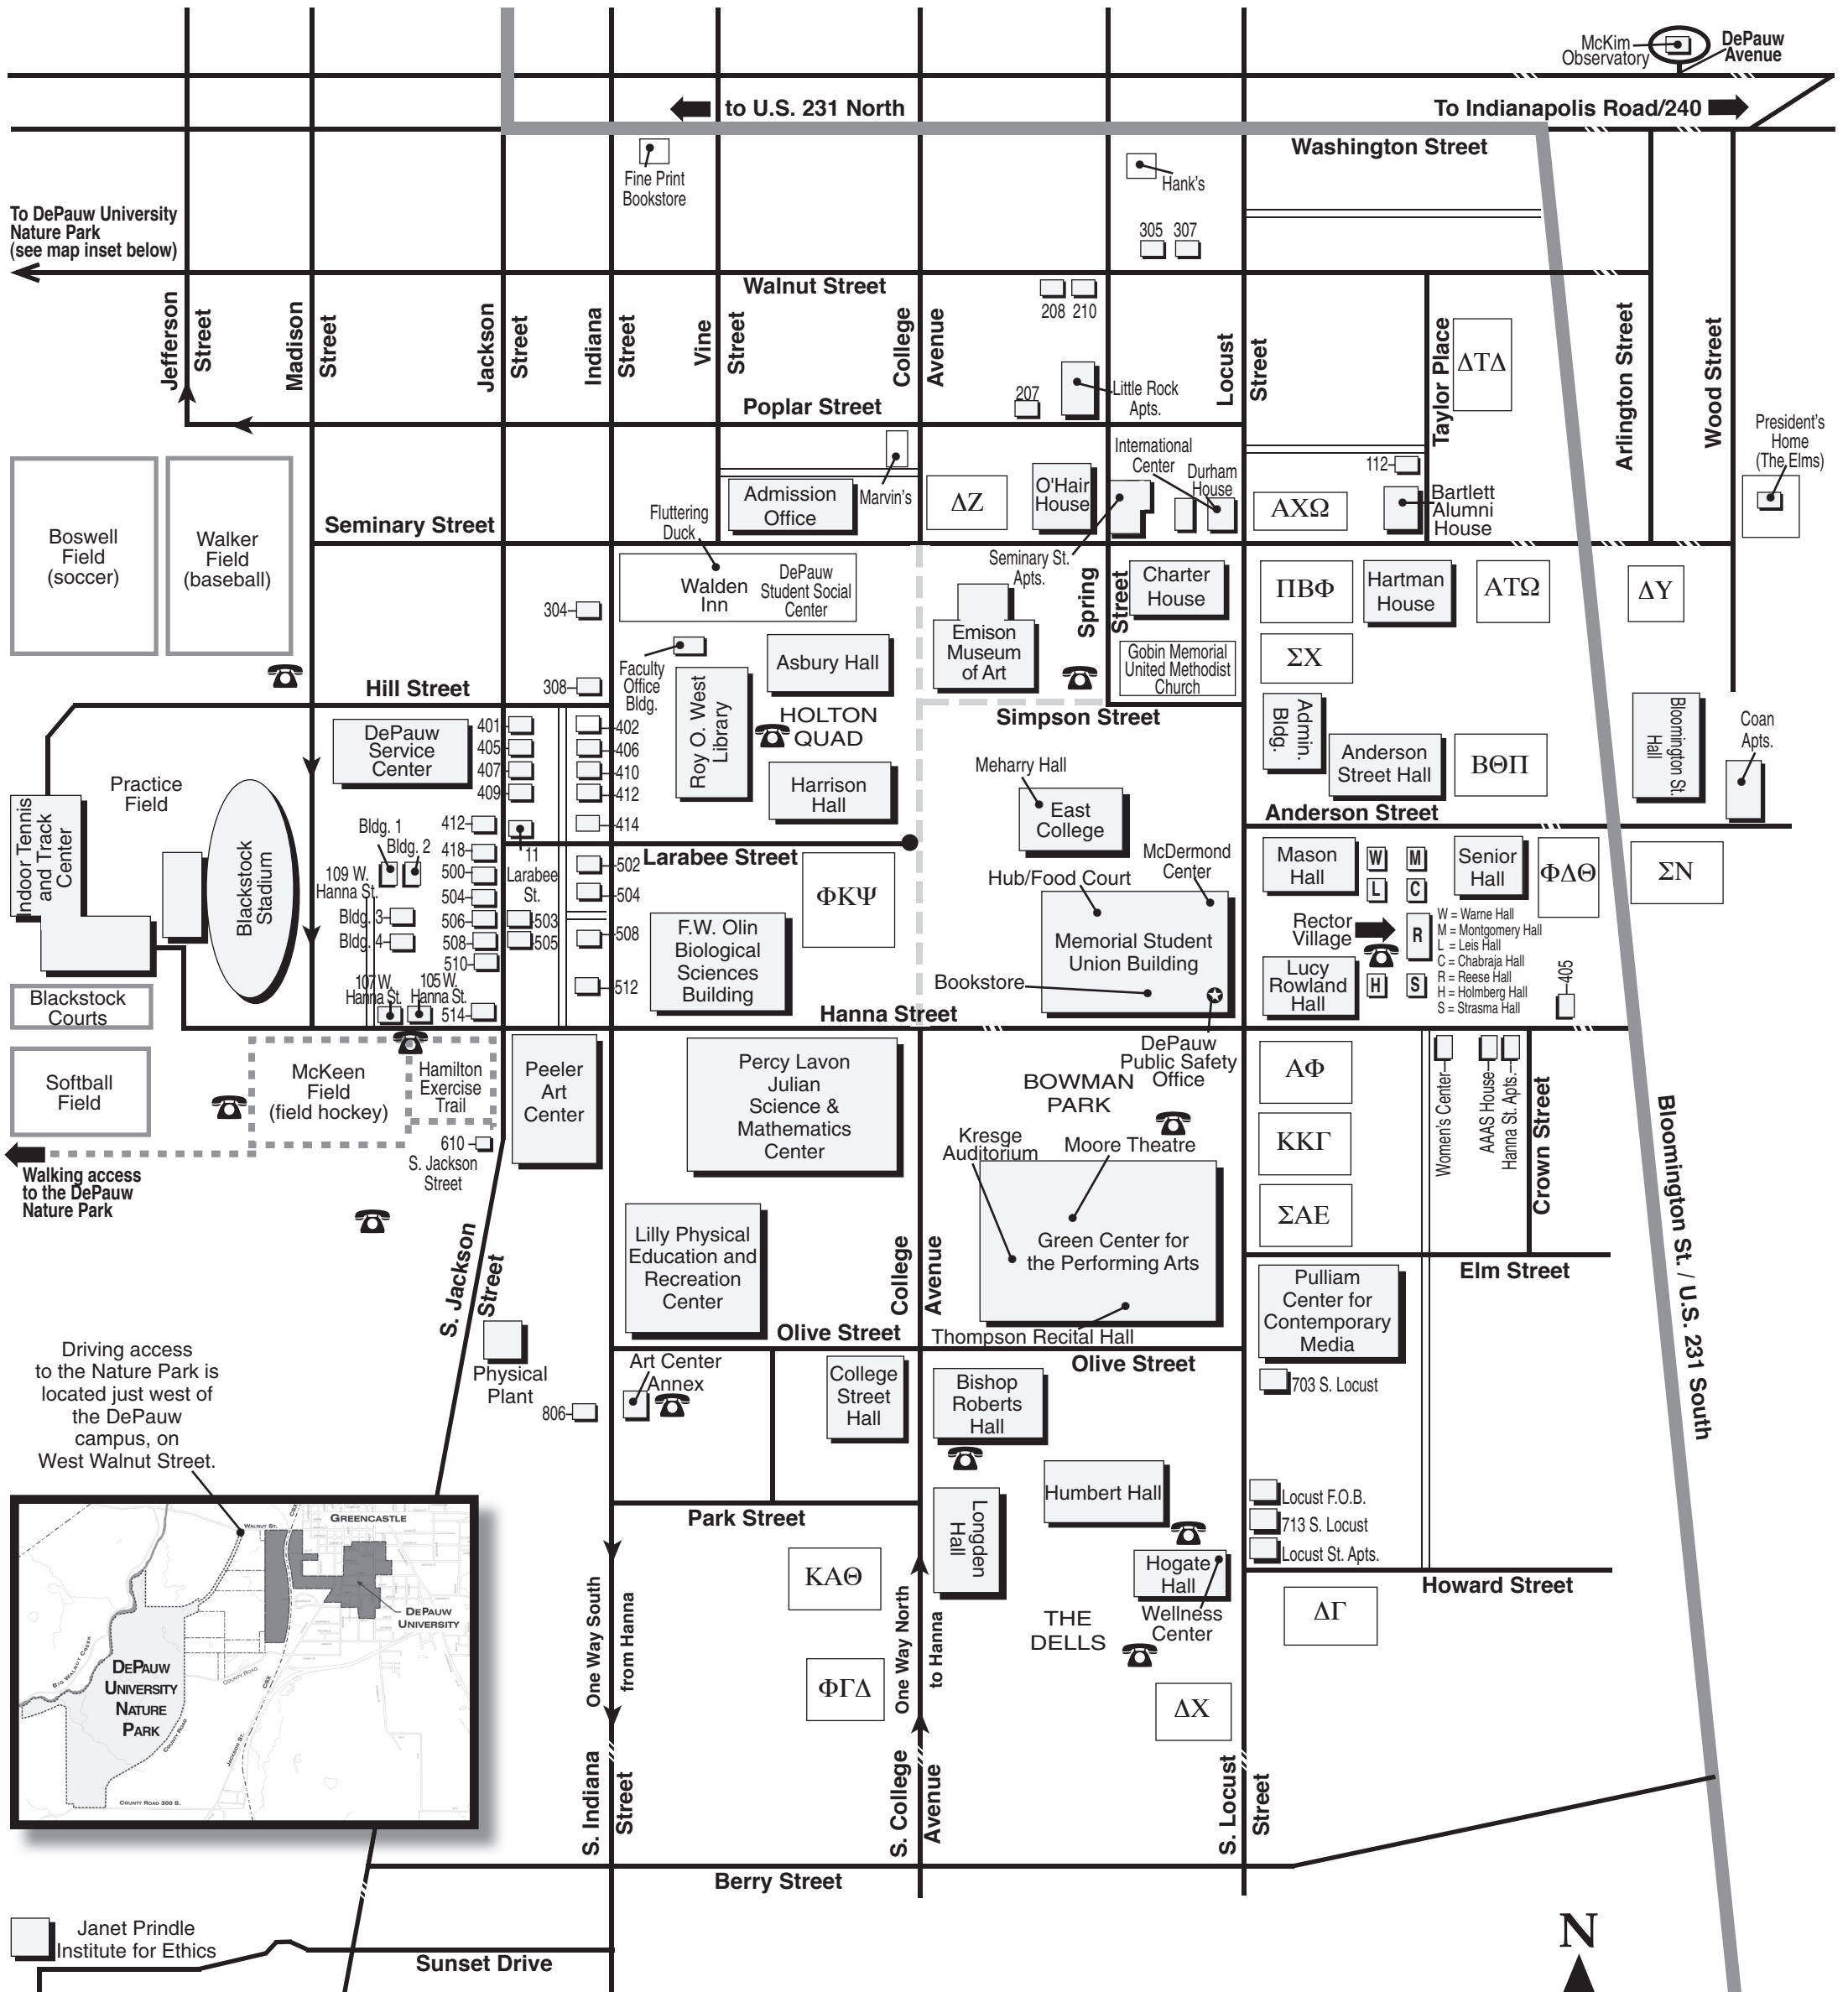 McKim
Observatory
DePauw
Avenue
to U.S. 231 North
To Indianapolis Road/240
Washington Street
Fine Print
Bookstore
Hank's
305 307
To DePauw University
Nature Park
(see map inset below)
Walnut Street
208 210
Jefferson
Street
Madison
Street
Jackson
Street
Indiana
Street
Vine
Street
College
Avenue
Locust
Street
Taylor Place
ΔΤΔ
Arlington Street
Wood Street
207
Little Rock
Apts.
Poplar Street
President's
Home
(The Elms)
Marvin's
International
Center
Durham
House
112
Admission
Office
ΔΖ
O'Hair
House
ΑΧΩ
Bartlett
Alumni
House
Boswell
Field
(soccer)
Walker
Field
(baseball)
Seminary Street
Fluttering
Duck
Seminary St.
Apts.
Walden
Inn
DePauw
Student Social
Center
304
Spring
Street
Charter
House
ΠΒΦ
Hartman
House
ΑΤΩ
ΔΥ
Emison
Museum
of Art
Faculty
Office
Bldg.
Asbury Hall
Gobin Memorial
United Methodist
Church
ΣΧ
308
Hill Street
Roy O. West
Library
HOLTON
QUAD
Simpson Street
Admin.
Bldg.
Anderson
Street Hall
ΒΘΠ
Bloomington St.
Hall
Coan
Apts.
DePauw
Service
Center
401
405
407
409
402
406
410
412
414
Harrison
Hall
Meharry Hall
East
College
Anderson Street
Practice
Field
Indoor Tennis
and Track
Center
Blackstock
Stadium
Bldg. 1
Bldg. 2
109 W.
Hanna St.
Bldg. 3
Bldg. 4
412
418
500
504
506
508
510
514
11
Larabee
St.
503
505
Larabee Street
502
504
508
512
107 W.
Hanna St.
105 W.
Hanna St.
ΦΚΨ
F.W. Olin
Biological
Sciences
Building
McDermond
Center
Hub/Food Court
Memorial Student
Union Building
Bookstore
Mason
Hall
W
M
L
C
Senior
Hall
ΦΔΘ
ΣΝ
Rector
Village
R
W = Warne Hall
M = Montgomery Hall
L = Leis Hall
C = Chabraja Hall
R = Reese Hall
H = Holmberg Hall
S = Strasma Hall
Lucy
Rowland
Hall
H
S
405
Blackstock
Courts
Hanna Street
DePauw
Public Safety
Office
Softball
Field
McKeen
Field
(field hockey)
Hamilton
Exercise
Trail
Peeler
Art
Center
Percy Lavon
Julian
Science &
Mathematics
Center
BOWMAN
PARK
ΑΦ
Women's Center
AAAS House
Hanna St. Apts.
Crown Street
610
S. Jackson
Street
Walking access
to the DePauw
Nature Park
Kresge
Auditorium
Moore Theatre
ΚΚΓ
ΣΑΕ
Green Center for
the Performing Arts
Thompson Recital Hall
Bloomington St. / U.S. 231 South
S. Jackson
Street
Lilly Physical
Education and
Recreation
Center
College
Avenue
Elm Street
Pulliam
Center for
Contemporary
Media
Olive Street
Olive Street
Physical
Plant
Art Center
Annex
806
College
Street
Hall
Bishop
Roberts
Hall
703 S. Locust
Driving access
to the Nature Park is
located just west of
the DePauw
campus, on
West Walnut Street.
Humbert Hall
Longden
Hall
Locust F.O.B.
713 S. Locust
Locust St. Apts.
Park Street
Hogate
Hall
Wellness
Center
Howard Street
ΚΑΘ
ΔΓ
THE
DELLS
One Way South
from Hanna
One Way North
to Hanna
ΦΓΔ
ΔΧ
Walnut St.
CSX
Greencastle
DePauw
University
Big Walnut Creek
DePauw
University
Nature
Park
County Road
County Road
CSX
Jackson St.
County Road 300 S.
S. Indiana
Street
S. College
Avenue
S. Locust
Street
Berry Street
Janet Prindle
Institute for Ethics
Sunset Drive
N